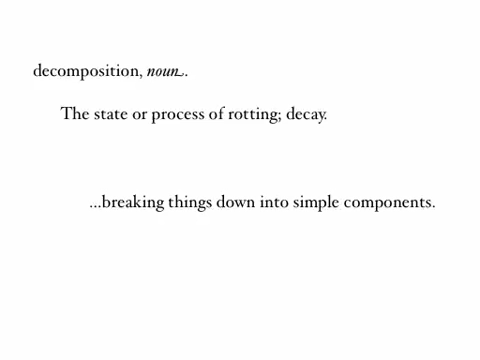 decomposition, noun.
The state or process of rotting; decay.
...breaking things down into simple components.